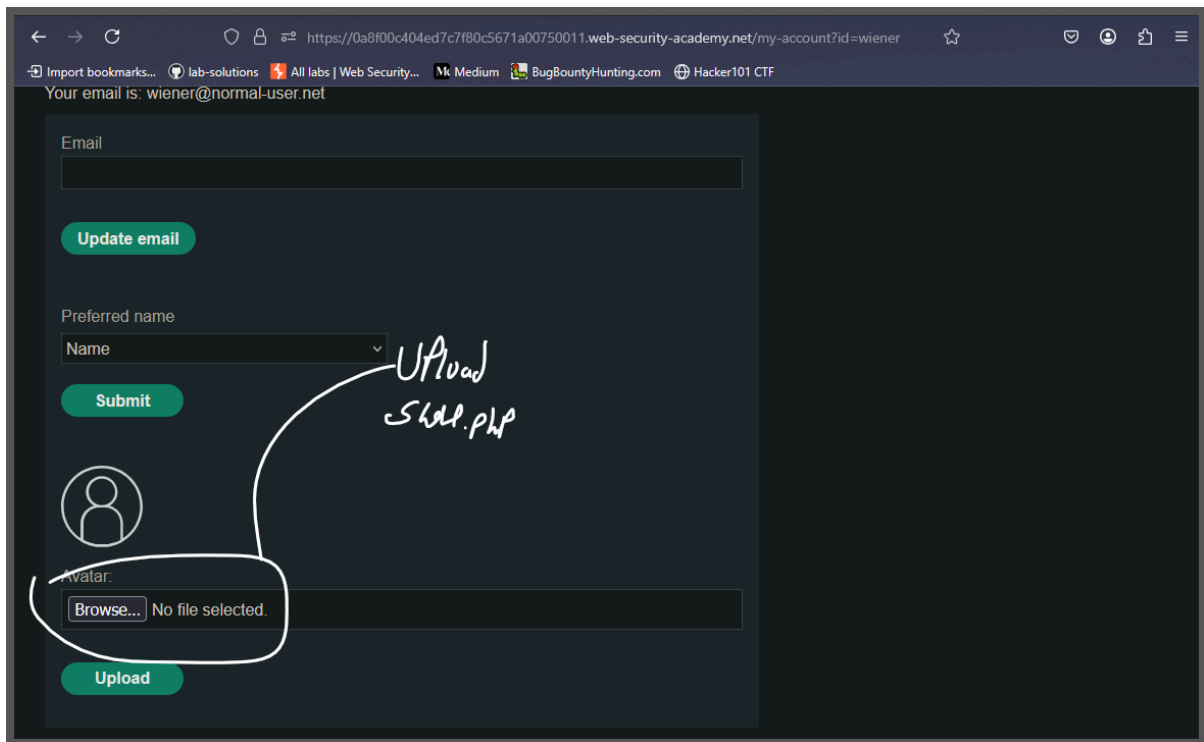 https://0a8f00c404ed7c7f80c5671a00750011.web-security-academy.net/my-account?id=wiener
Import bookmarks... lab-solutions All labs | Web Security... Medium BugBountyHunting.com Hacker101 CTF
Your email is: wiener@normal-user.net
Email
Update email
Preferred name
Name
Upload
Submit
shell.php
Avatar:
Browse... No file selected.
Upload